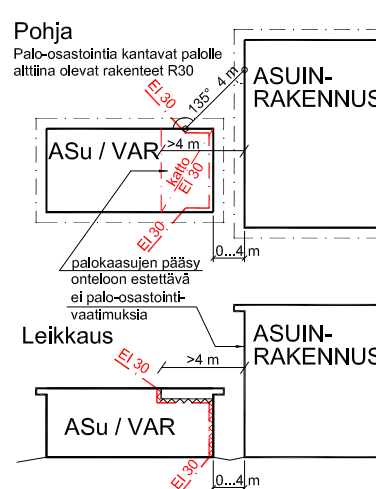 Pohja
Palo-osastointia kantavat palolle
alttiina olevat rakenteet R30
EI 30
135°
4 m
ASUIN-
RAKENNUS
ASu / VAR
>4 m
katto
EI 30
EI 30
0...4 m
palokaasujen pääsy
onteloon estettävä
ei palo-osastointi-
vaatimuksia
Leikkaus
EI 30
>4 m
ASUIN-
RAKENNUS
ASu / VAR
EI 30
0...4 m